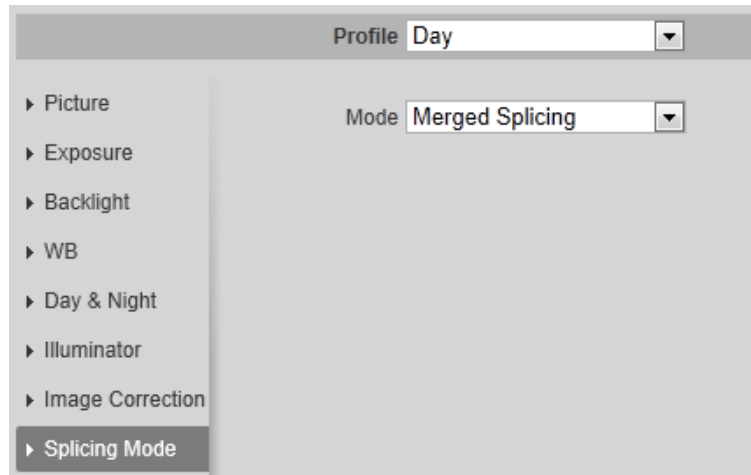 Profile Day
Picture
Mode Merged Splicing
Exposure
Backlight
WB
Day & Night
Illuminator
Image Correction
Splicing Mode